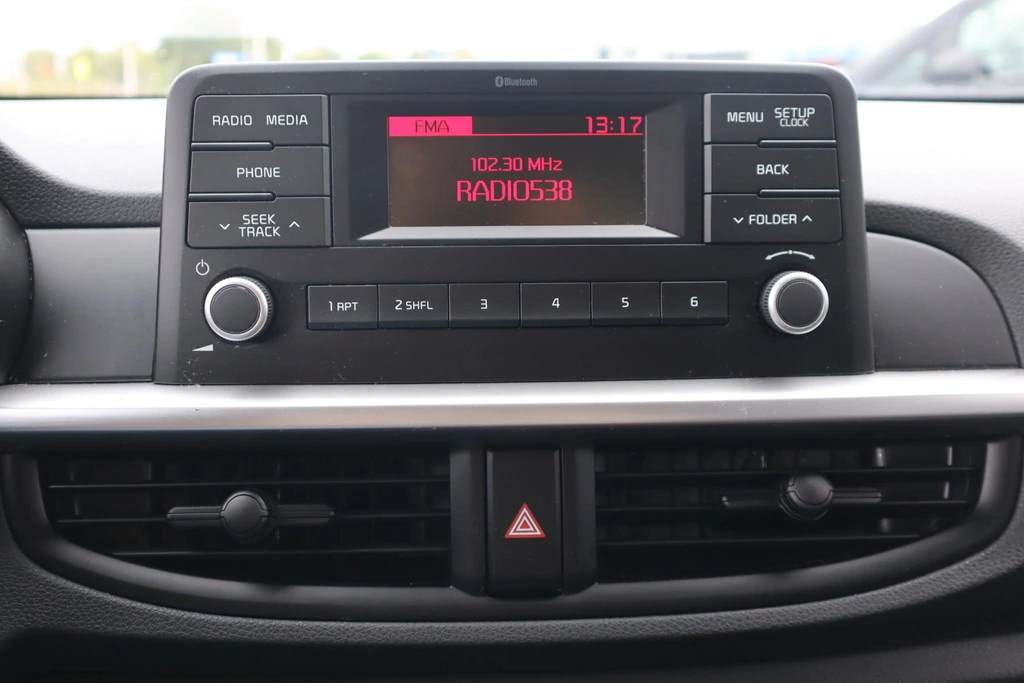 Bluetooth
RADIO MEDIA
PHONE
SEEK
TRACK
FMA 13:17
102.30 MHz
RADIO538
MENU SETUP
CLOCK
BACK
FOLDER
1 RPT 2 SHFL 3 4 5 6